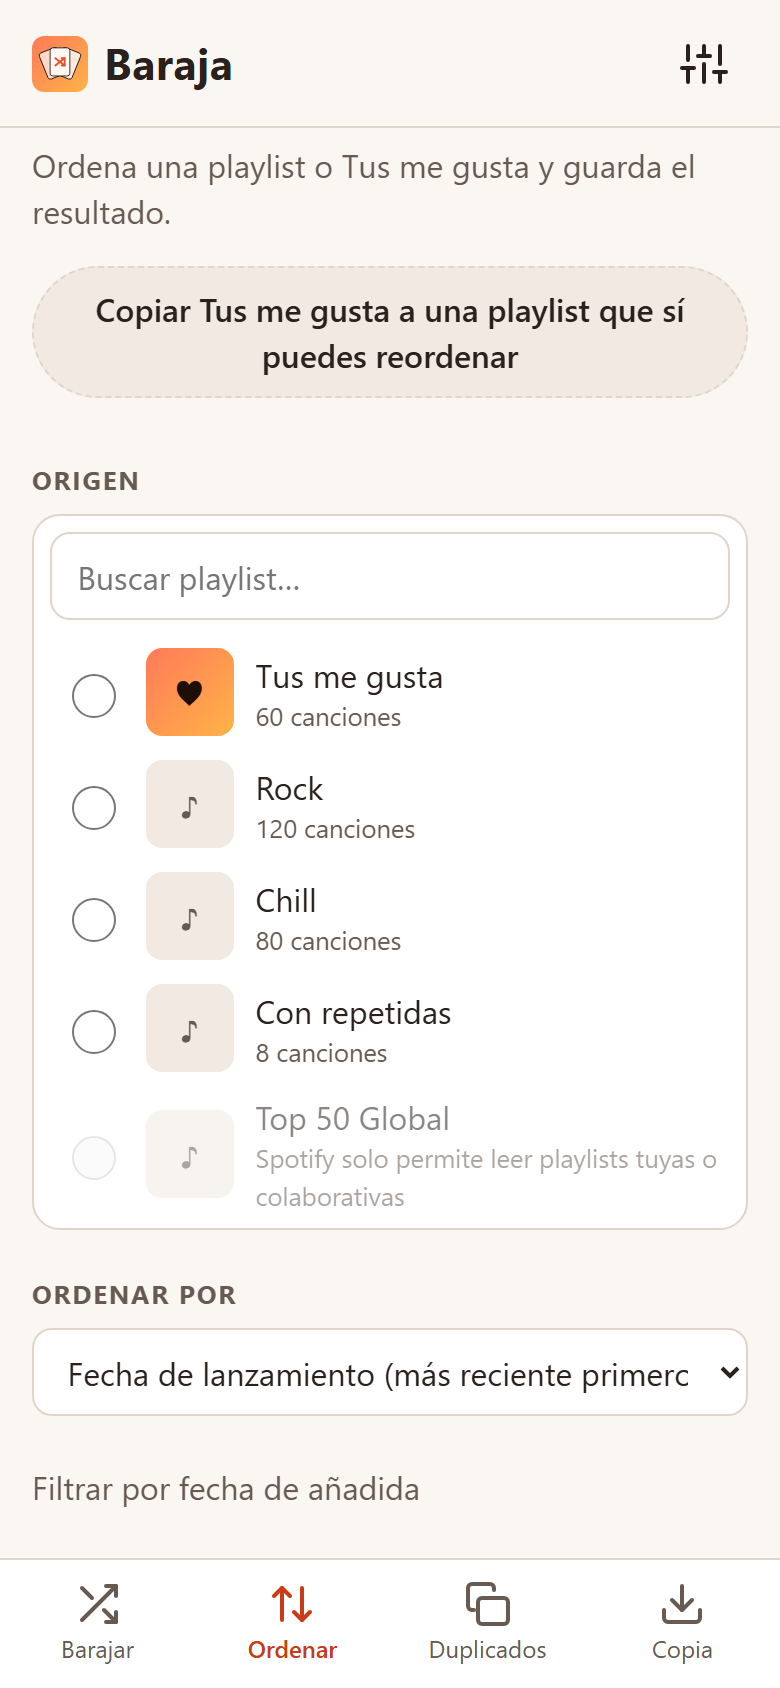 Baraja
Ordena una playlist o Tus me gusta y guarda el
resultado.
Copiar Tus me gusta a una playlist que sí
puedes reordenar
ORIGEN
Buscar playlist...
Tus me gusta
60 canciones
Rock
120 canciones
Chill
80 canciones
Con repetidas
8 canciones
Top 50 Global
Spotify solo permite leer playlists tuyas o
colaborativas
ORDENAR POR
Fecha de lanzamiento (más reciente primero
Filtrar por fecha de añadida
Barajar
Ordenar
Duplicados
Copia